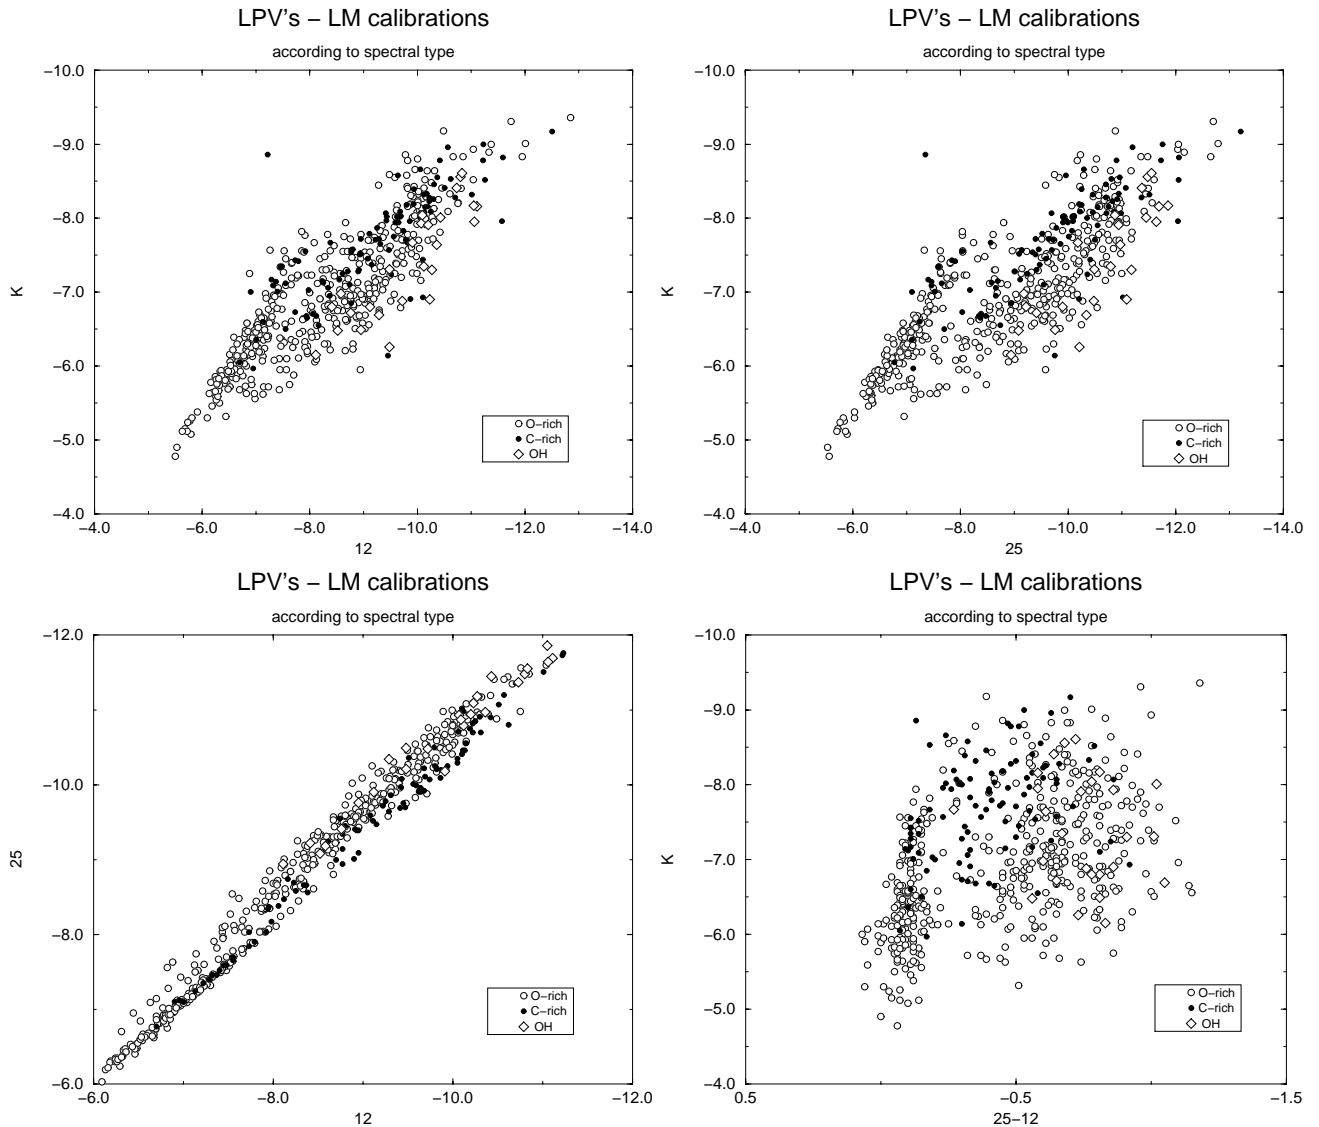 LPV's – LM calibrations
according to spectral type
–10.0
–9.0
–8.0
–7.0
–6.0
–5.0
–4.0
K
–4.0 –6.0 –8.0 –10.0 –12.0 –14.0
12
O–rich
C–rich
OH
LPV's – LM calibrations
according to spectral type
–10.0
–9.0
–8.0
–7.0
–6.0
–5.0
–4.0
K
–4.0 –6.0 –8.0 –10.0 –12.0 –14.0
25
O–rich
C–rich
OH
LPV's – LM calibrations
according to spectral type
–12.0
–10.0
–8.0
–6.0
25
–6.0 –8.0 –10.0 –12.0
12
O–rich
C–rich
OH
LPV's – LM calibrations
according to spectral type
–10.0
–9.0
–8.0
–7.0
–6.0
–5.0
–4.0
K
0.5 –0.5 –1.5
25–12
O–rich
C–rich
OH